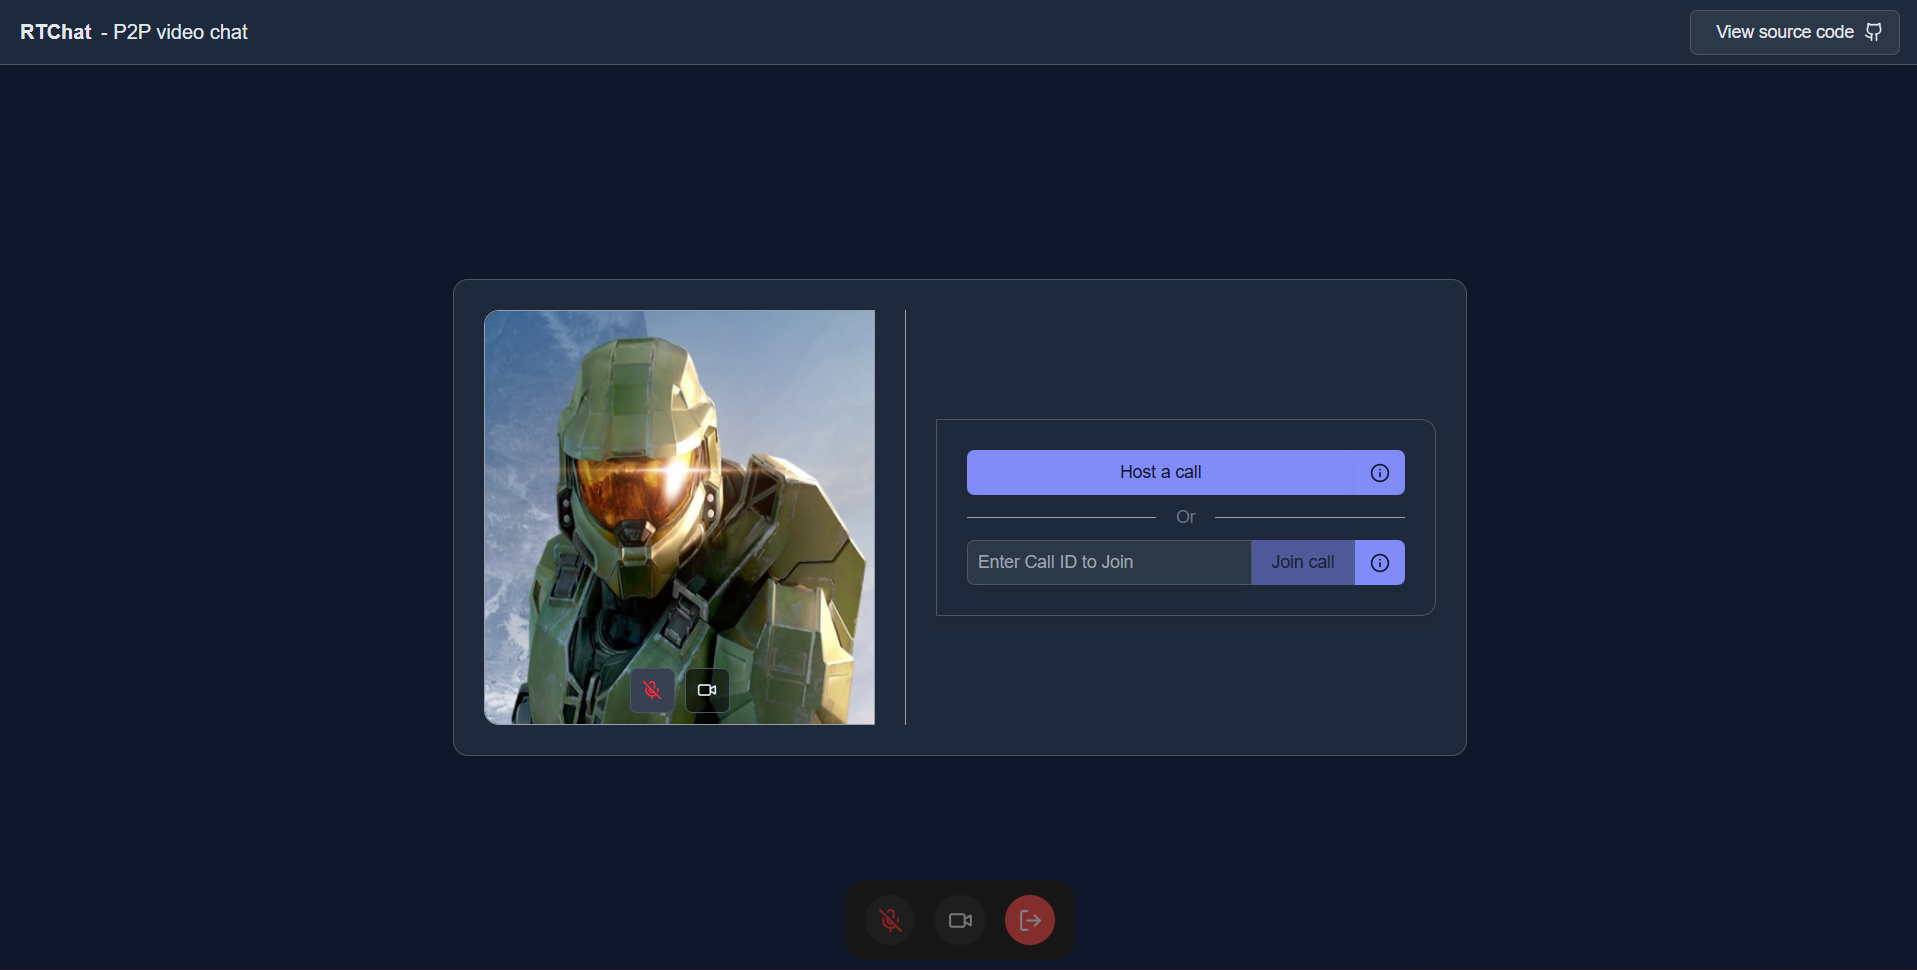 RTChat - P2P video chat
View source code
Host a call
Or
Enter Call ID to Join
Join call